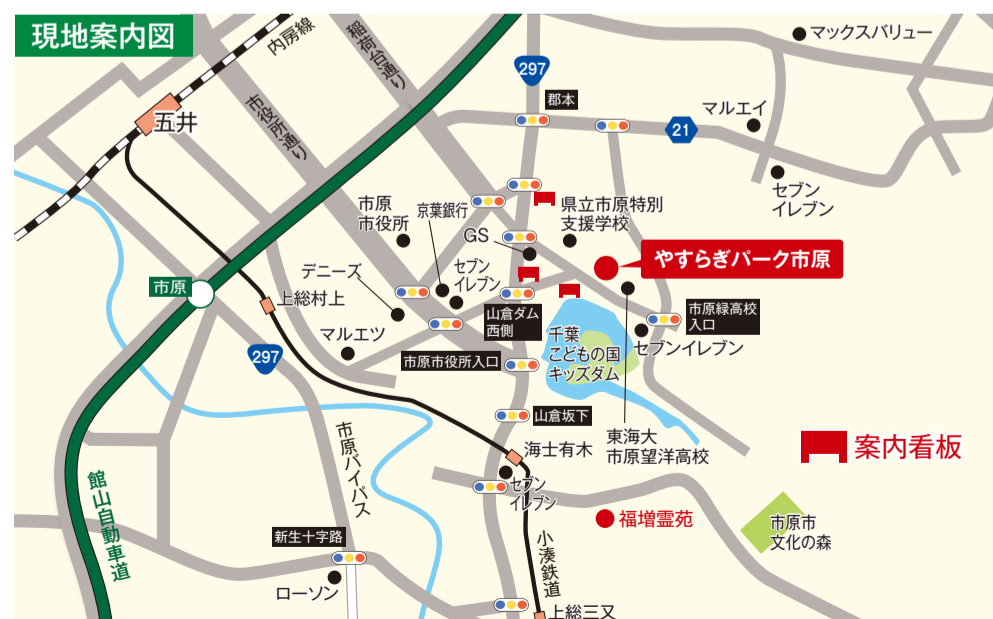 現地案内図
内房線
稲荷台通り
297
マックスバリュー
郡本
マルエイ
五井
市役所通り
21
セブン
イレブン
市原
市役所
京葉銀行
県立市原特別
支援学校
GS
やすらぎパーク市原
デニーズ
セブン
イレブン
市原
上総村上
山倉ダム
西側
市原緑高校
入口
マルエツ
千葉
こどもの国
キッズダム
セブンイレブン
297
市原市役所入口
山倉坂下
市原バイパス
海士有木
東海大
市原望洋高校
案内看板
館山自動車道
セブン
イレブン
福増霊苑
市原市
文化の森
新生十字路
小湊鉄道
ローソン
上総三又